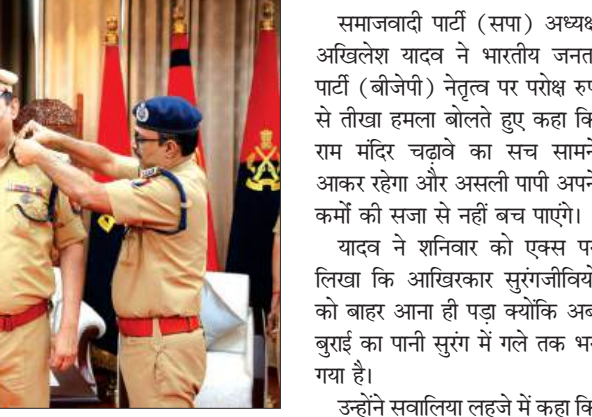 समाजवादी पार्टी (सपा) अध्यक्ष
अखिलेश यादव ने भारतीय जनत
पार्टी (बीजेपी) नेतृत्व पर परोक्ष रुप
से तीखा हमला बोलते हुए कहा कि
राम मंदिर चढ़ावे का सच सामने
आकर रहेगा और असली पापी अपने
कर्मों की सजा से नहीं बच पाएंगे।
यादव ने शनिवार को एक्स पर
लिखा कि आखिरकार सुरंगजीवियों
को बाहर आना ही पड़ा क्योंकि अब
बुराई का पानी सुरंग में गले तक भर
गया है।
उन्होंने सवालिया लहजे में कहा कि